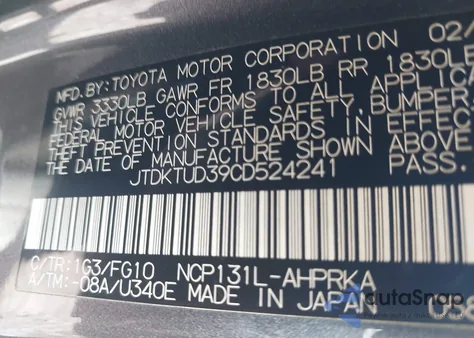 MFD.BY:TOYOTA MOTOR CORPORATION 02/
GVWR 3330LB GAWR FR 1830LB RR 1830LB
THIS VEHICLE CONFORMS TO ALL APPLICA
FEDERAL MOTOR VEHICLE SAFETY, BUMPER
THEFT PREVENTION STANDARDS IN EFFEC
THE DATE OF MANUFACTURE SHOWN ABOVE
JTDKTUD39CD524241 PASS.
C/TR:1G3/FG10 NCP131L-AHPRKA
A/TM:-08A/U340E MADE IN JAPAN
autaSnap